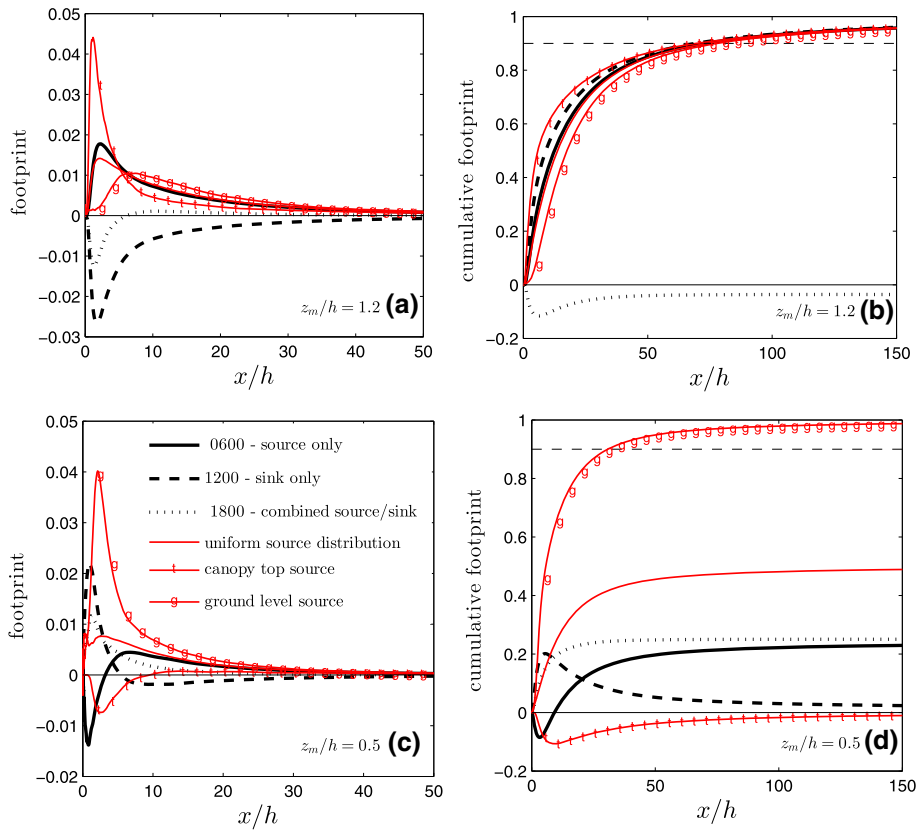 0.05
0.04
0.03
0.02
0.01
0
−0.01
−0.02
−0.03
footprint
0 10 20 30 40 50
x/h
t
g
z_m/h = 1.2 (a)
1
0.8
0.6
0.4
0.2
0
−0.2
cumulative footprint
0 50 100 150
x/h
t
g
z_m/h = 1.2 (b)
0.05
0.04
0.03
0.02
0.01
0
−0.01
−0.02
footprint
0 10 20 30 40 50
x/h
0600 - source only
1200 - sink only
1800 - combined source/sink
uniform source distribution
t canopy top source
g ground level source
z_m/h = 0.5 (c)
1
0.8
0.6
0.4
0.2
0
−0.2
cumulative footprint
0 50 100 150
x/h
g
t
z_m/h = 0.5 (d)